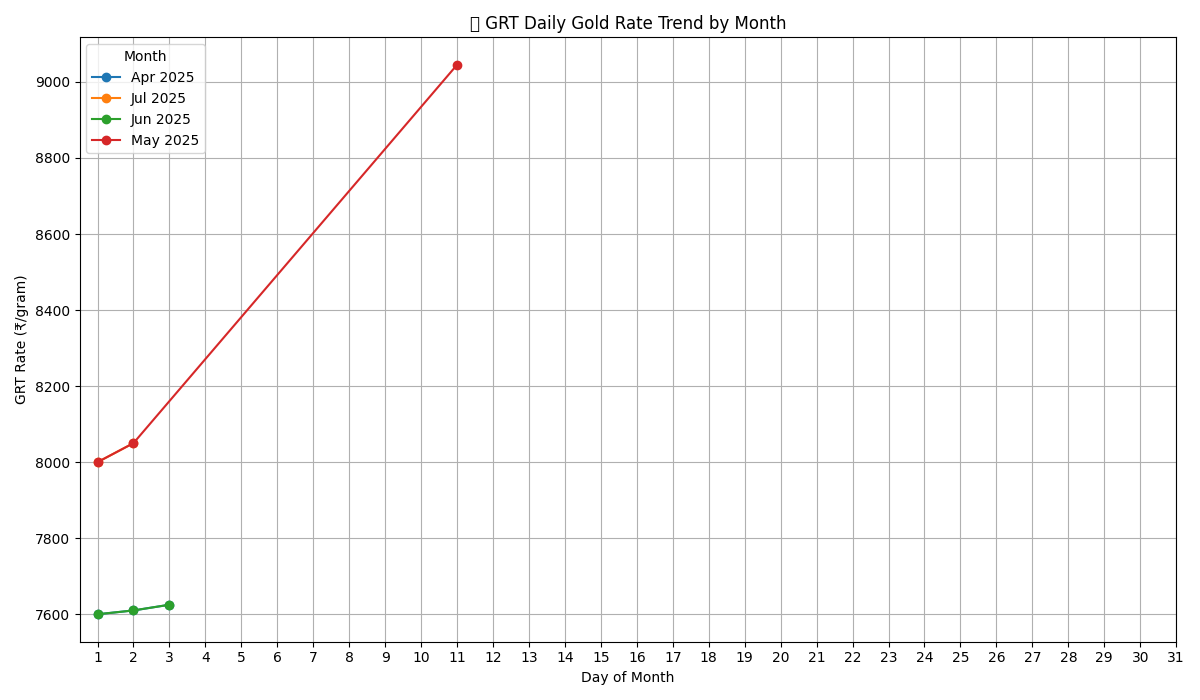 ▯ GRT Daily Gold Rate Trend by Month
Month
Apr 2025
Jul 2025
Jun 2025
May 2025
GRT Rate (₹/gram)
9000
8800
8600
8400
8200
8000
7800
7600
1 2 3 4 5 6 7 8 9 10 11 12 13 14 15 16 17 18 19 20 21 22 23 24 25 26 27 28 29 30 31
Day of Month